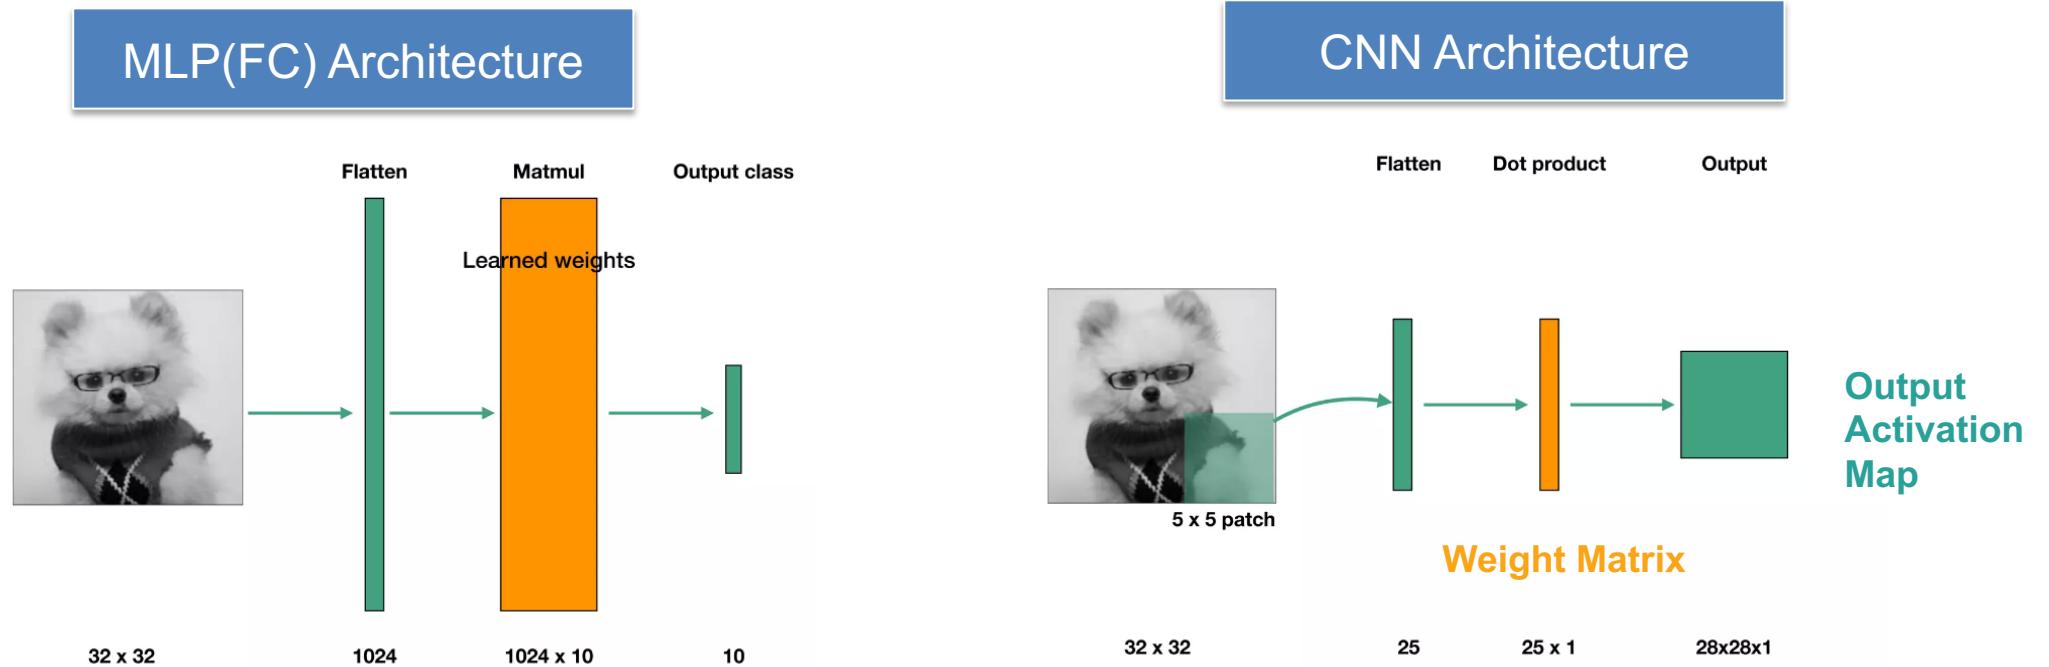 MLP(FC) Architecture
Flatten
Matmul
Output class
Learned weights
32 x 32
1024
1024 x 10
10
CNN Architecture
Flatten
Dot product
Output
Output
Activation
Map
5 x 5 patch
Weight Matrix
32 x 32
25
25 x 1
28x28x1